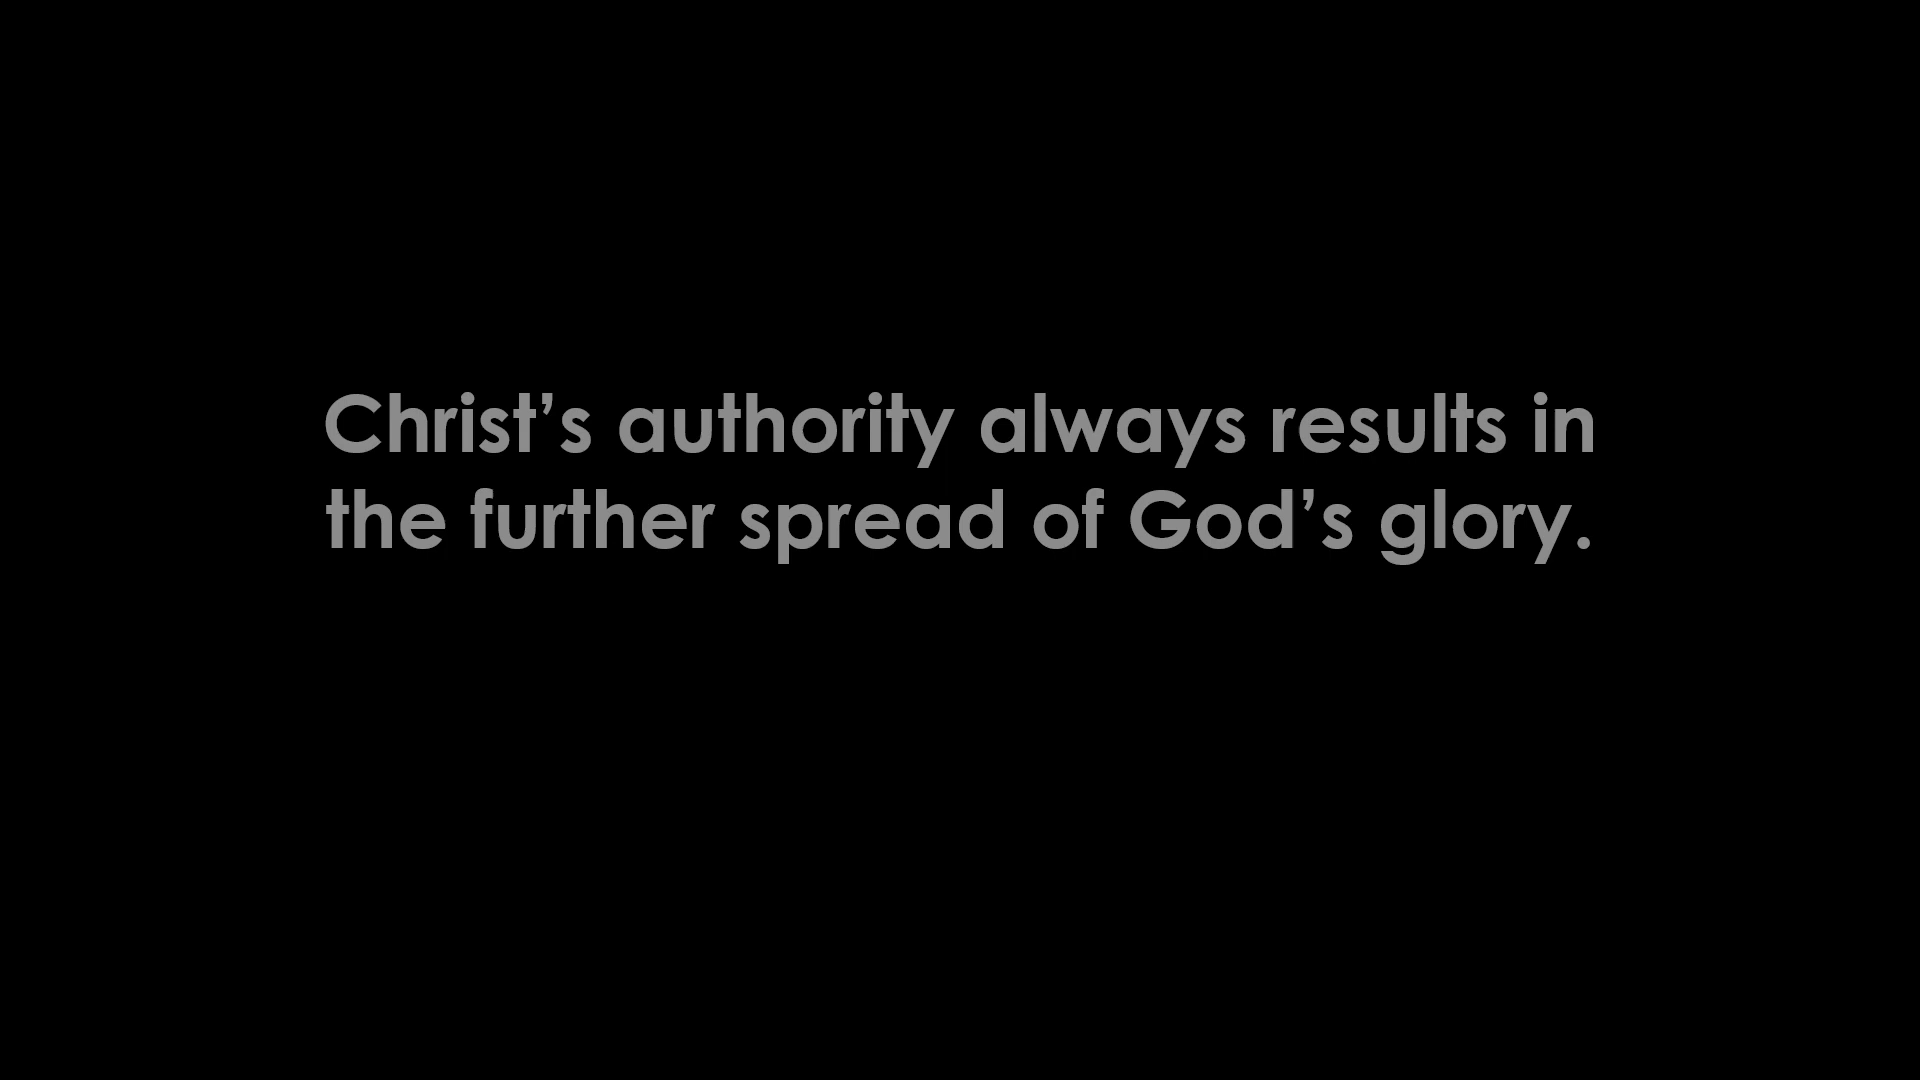 Christ’s authority always results in
the further spread of God’s glory.